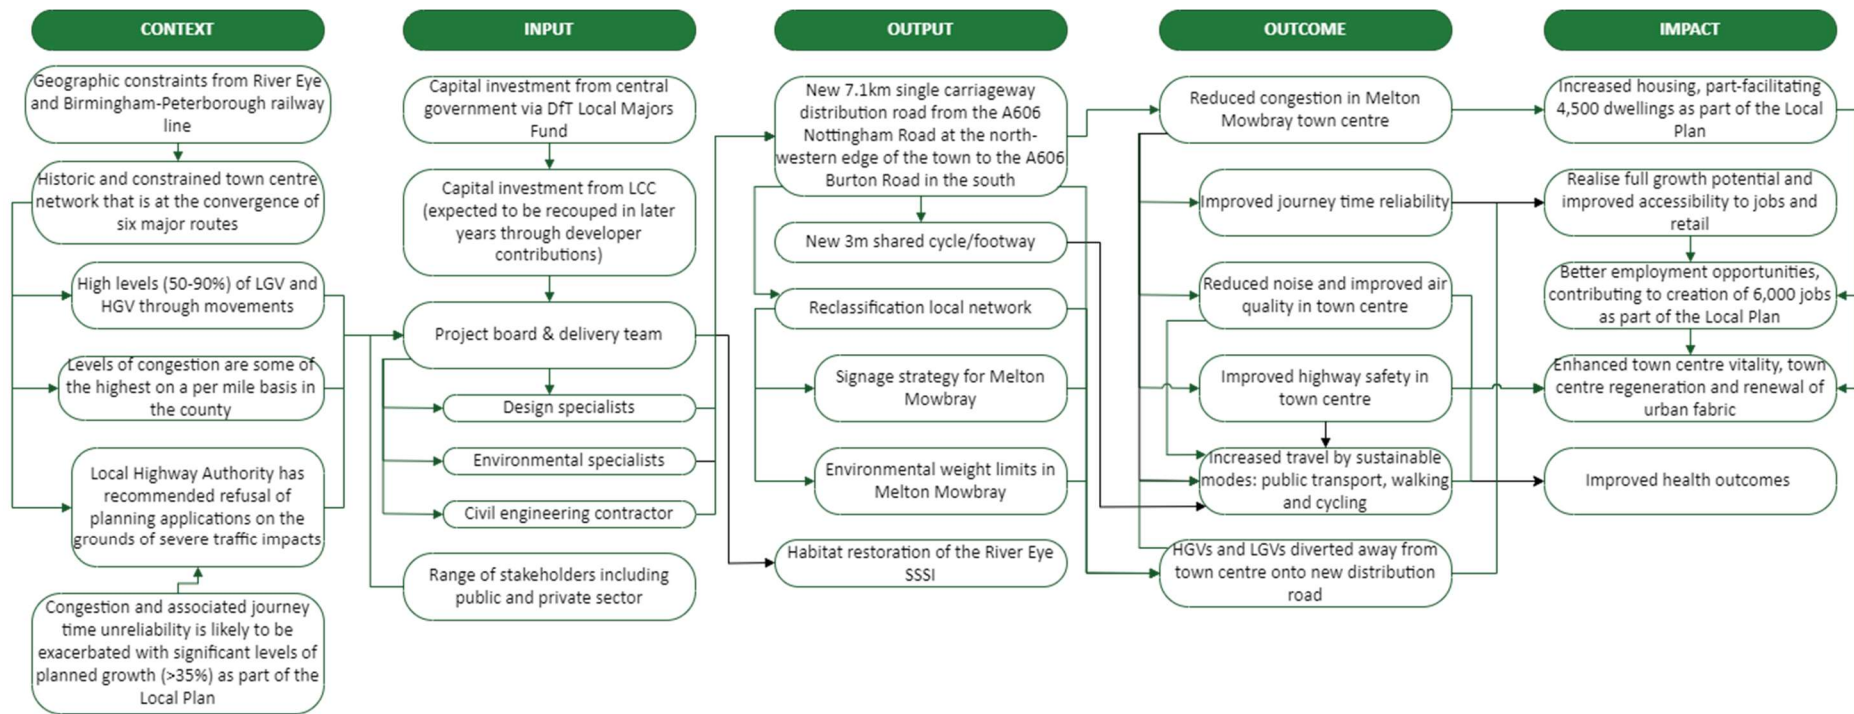 CONTEXT
Geographic constraints from River Eye
and Birmingham-Peterborough railway
line
Historic and constrained town centre
network that is at the convergence of
six major routes
High levels (50-90%) of LGV and
HGV through movements
Levels of congestion are some of
the highest on a per mile basis in
the county
Local Highway Authority has
recommended refusal of
planning applications on the
grounds of severe traffic impacts
Congestion and associated journey
time unreliability is likely to be
exacerbated with significant levels of
planned growth (>35%) as part of the
Local Plan
INPUT
Capital investment from central
government via DfT Local Majors
Fund
Capital investment from LCC
(expected to be recouped in later
years through developer
contributions)
Project board & delivery team
Design specialists
Environmental specialists
Civil engineering contractor
Range of stakeholders including
public and private sector
OUTPUT
New 7.1km single carriageway
distribution road from the A606
Nottingham Road at the north-
western edge of the town to the A606
Burton Road in the south
New 3m shared cycle/footway
Reclassification local network
Signage strategy for Melton
Mowbray
Environmental weight limits in
Melton Mowbray
Habitat restoration of the River Eye
SSSI
OUTCOME
Reduced congestion in Melton
Mowbray town centre
Improved journey time reliability
Reduced noise and improved air
quality in town centre
Improved highway safety in
town centre
Increased travel by sustainable
modes: public transport, walking
and cycling
HGVs and LGVs diverted away from
town centre onto new distribution
road
IMPACT
Increased housing, part-facilitating
4,500 dwellings as part of the Local
Plan
Realise full growth potential and
improved accessibility to jobs and
retail
Better employment opportunities,
contributing to creation of 6,000 jobs
as part of the Local Plan
Enhanced town centre vitality, town
centre regeneration and renewal of
urban fabric
Improved health outcomes